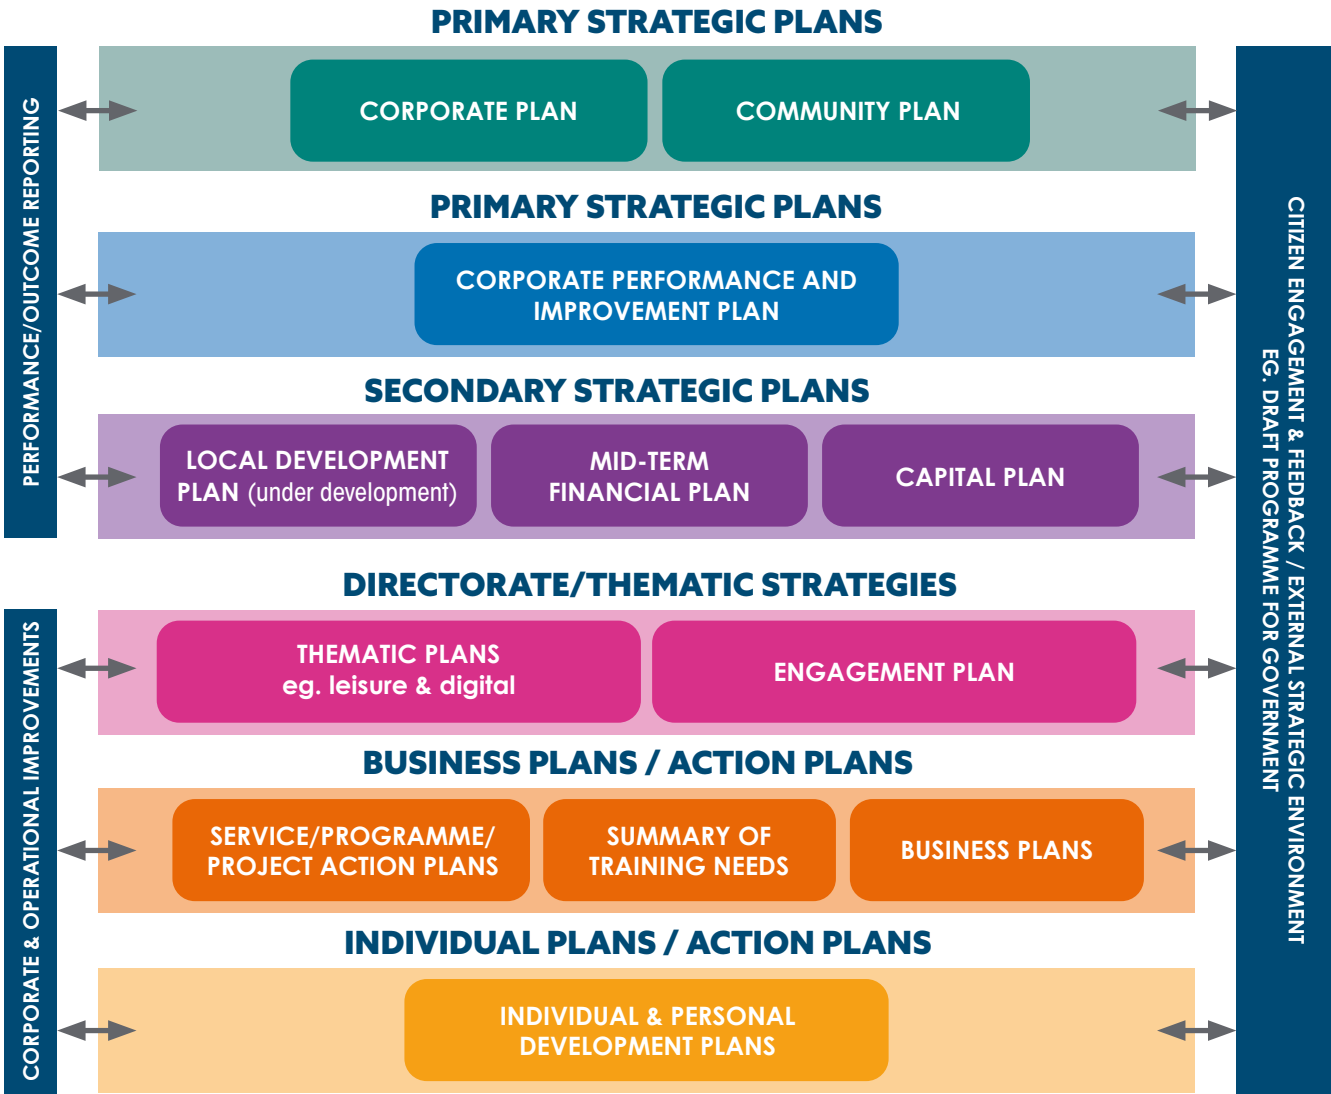 PRIMARY STRATEGIC PLANS
CORPORATE PLAN
COMMUNITY PLAN
PRIMARY STRATEGIC PLANS
CORPORATE PERFORMANCE AND
IMPROVEMENT PLAN
SECONDARY STRATEGIC PLANS
LOCAL DEVELOPMENT
PLAN (under development)
MID-TERM
FINANCIAL PLAN
CAPITAL PLAN
PERFORMANCE/OUTCOME REPORTING
DIRECTORATE/THEMATIC STRATEGIES
THEMATIC PLANS
eg. leisure & digital
ENGAGEMENT PLAN
BUSINESS PLANS / ACTION PLANS
SERVICE/PROGRAMME/
PROJECT ACTION PLANS
SUMMARY OF
TRAINING NEEDS
BUSINESS PLANS
INDIVIDUAL PLANS / ACTION PLANS
INDIVIDUAL & PERSONAL
DEVELOPMENT PLANS
CORPORATE & OPERATIONAL IMPROVEMENTS
CITIZEN ENGAGEMENT & FEEDBACK / EXTERNAL STRATEGIC ENVIRONMENT
EG. DRAFT PROGRAMME FOR GOVERNMENT